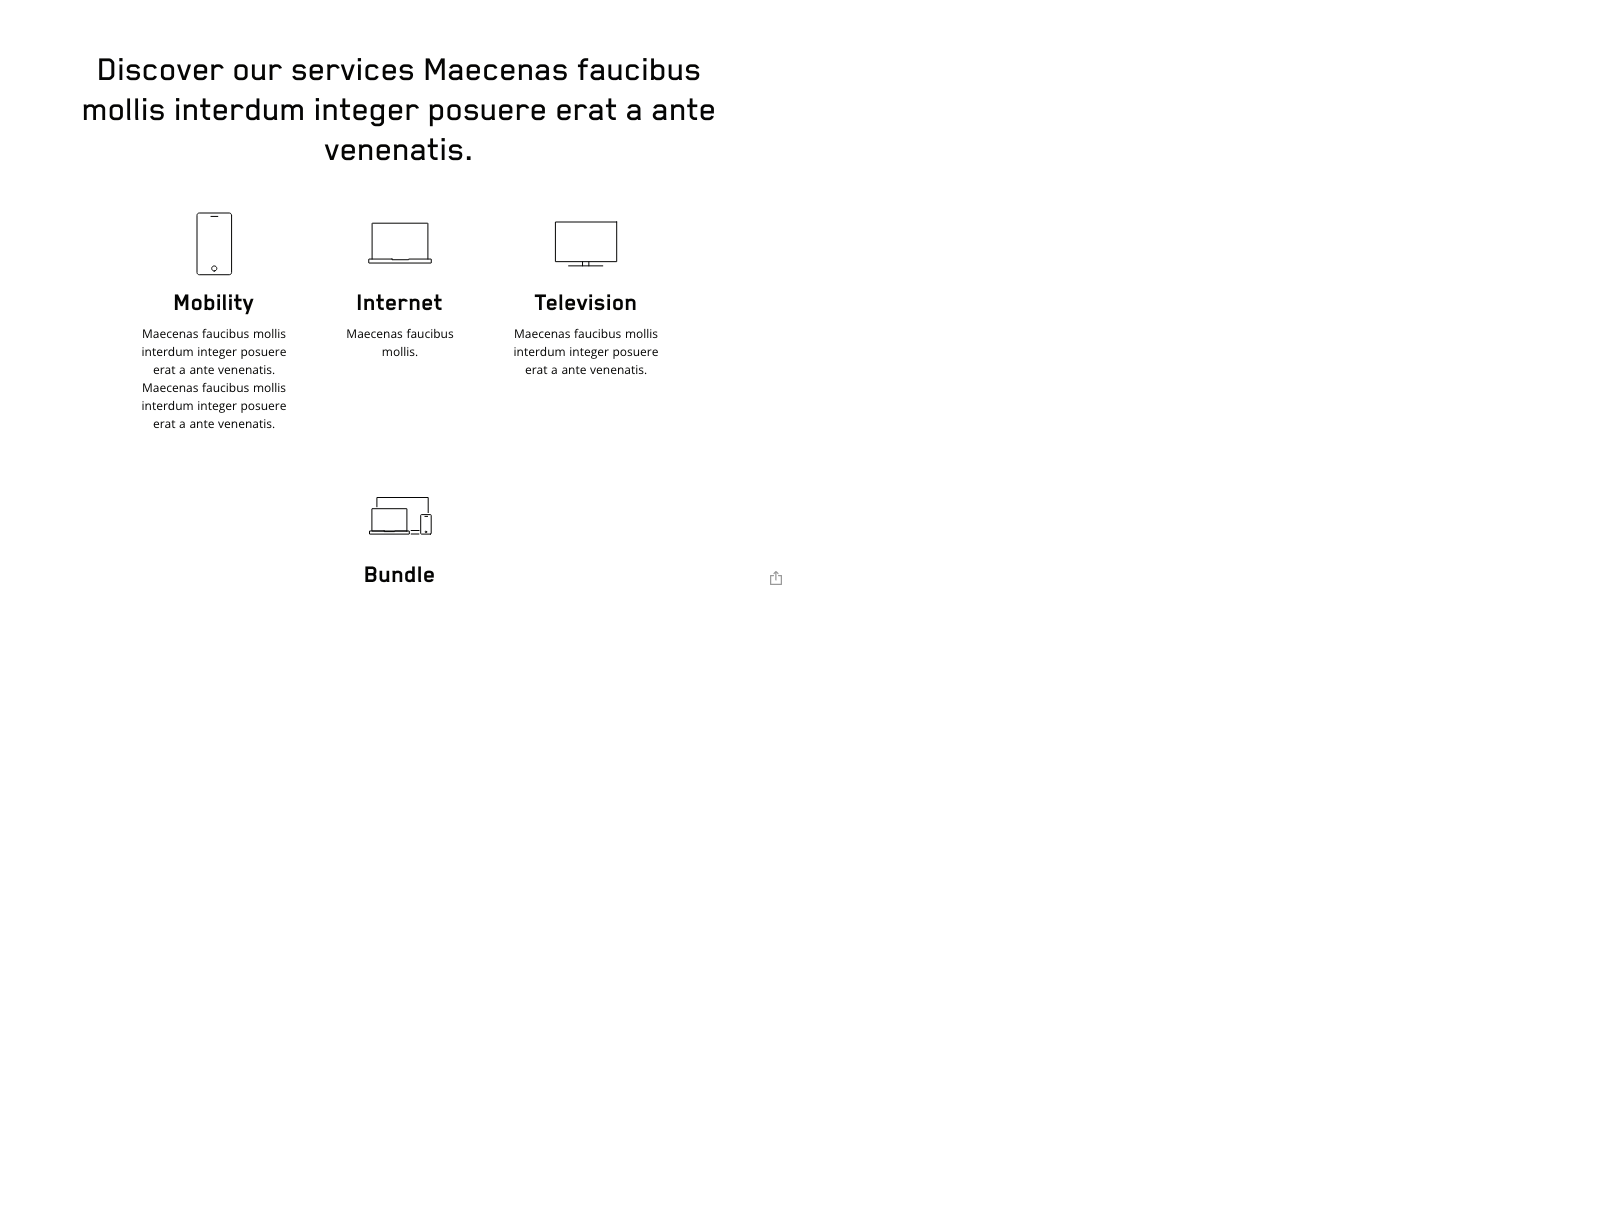 Discover our services Maecenas faucibus
mollis interdum integer posuere erat a ante
venenatis.
Mobility
Maecenas faucibus mollis
interdum integer posuere
erat a ante venenatis.
Maecenas faucibus mollis
interdum integer posuere
erat a ante venenatis.
Internet
Maecenas faucibus
mollis.
Television
Maecenas faucibus mollis
interdum integer posuere
erat a ante venenatis.
Bundle